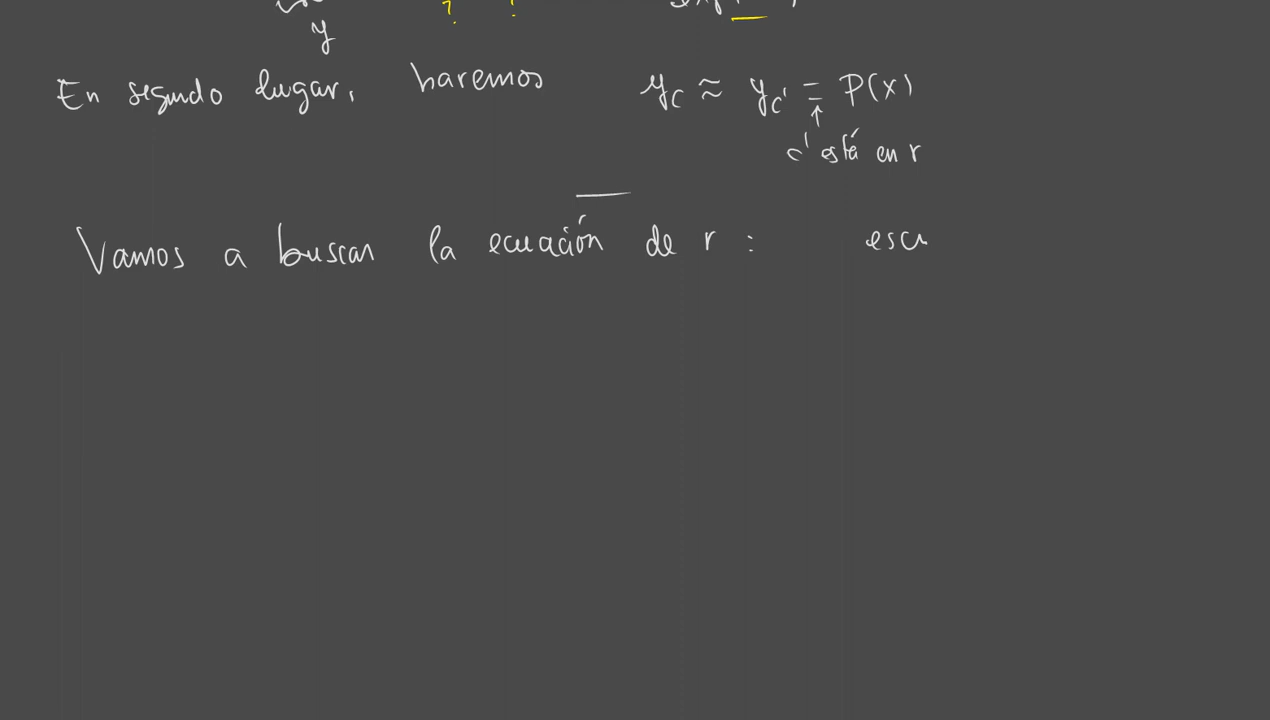 y ? ?
En segundo lugar, haremos y_C ≈ y_C' = P(x)
↑
C' está en r
Vamos a buscar la ecuación de r : escr